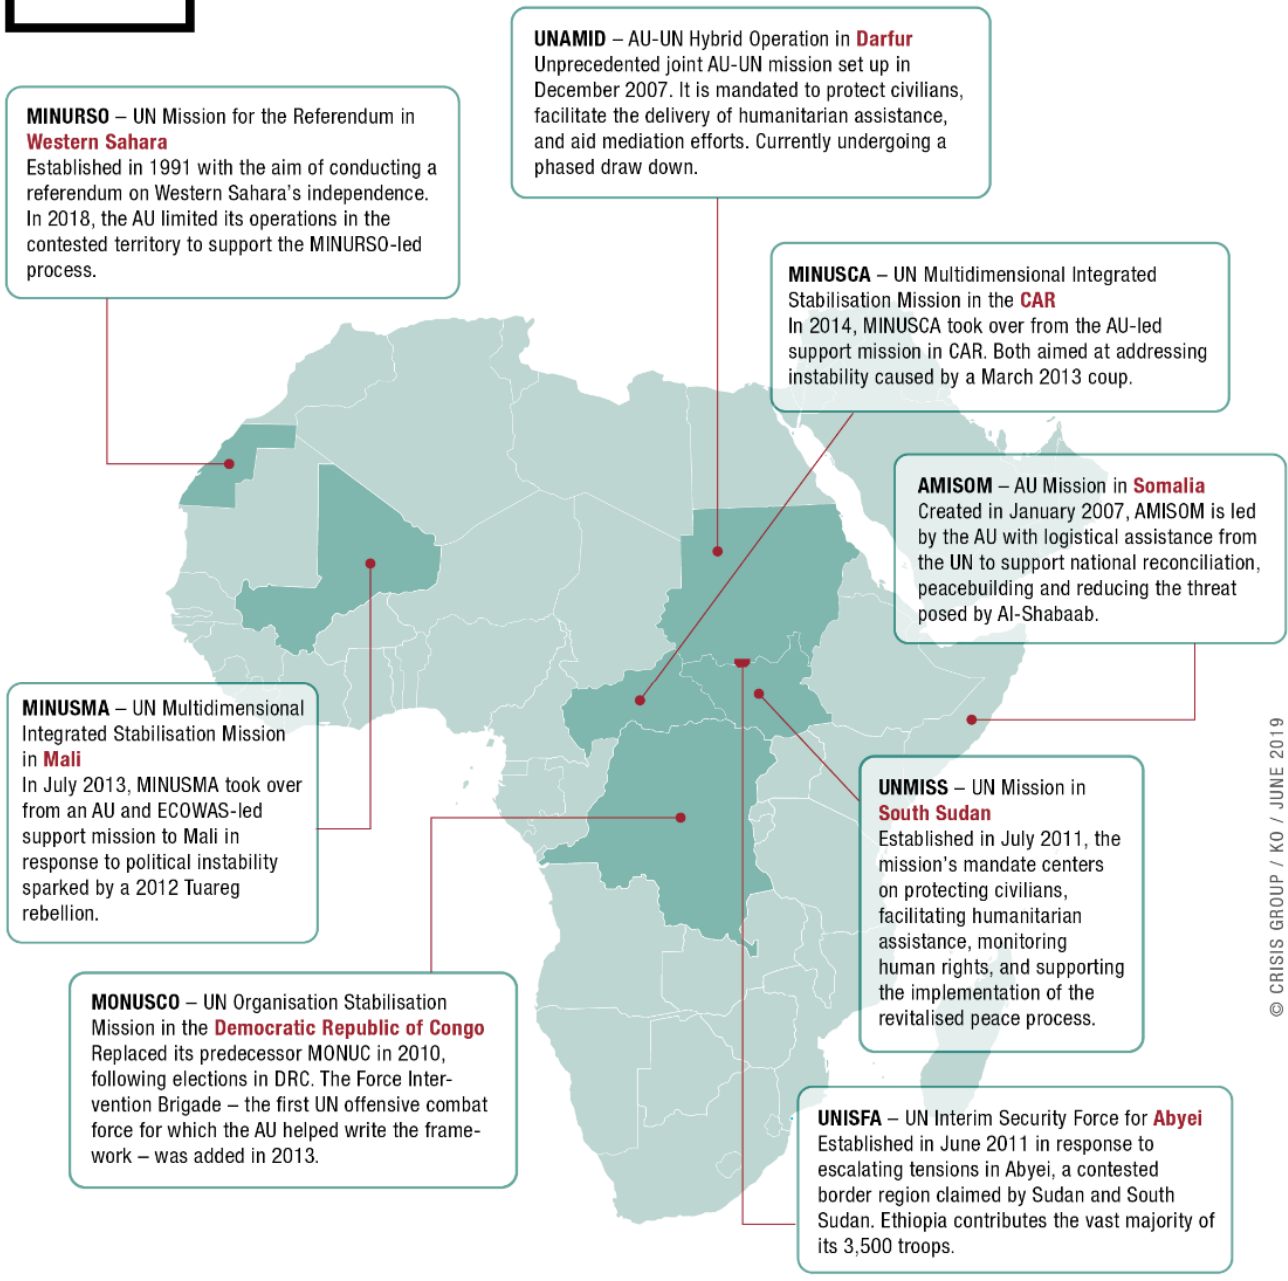 UNAMID – AU-UN Hybrid Operation in Darfur
Unprecedented joint AU-UN mission set up in
December 2007. It is mandated to protect civilians,
facilitate the delivery of humanitarian assistance,
and aid mediation efforts. Currently undergoing a
phased draw down.
MINURSO – UN Mission for the Referendum in
Western Sahara
Established in 1991 with the aim of conducting a
referendum on Western Sahara's independence.
In 2018, the AU limited its operations in the
contested territory to support the MINURSO-led
process.
MINUSCA – UN Multidimensional Integrated
Stabilisation Mission in the CAR
In 2014, MINUSCA took over from the AU-led
support mission in CAR. Both aimed at addressing
instability caused by a March 2013 coup.
AMISOM – AU Mission in Somalia
Created in January 2007, AMISOM is led
by the AU with logistical assistance from
the UN to support national reconciliation,
peacebuilding and reducing the threat
posed by Al-Shabaab.
MINUSMA – UN Multidimensional
Integrated Stabilisation Mission
in Mali
In July 2013, MINUSMA took over
from an AU and ECOWAS-led
support mission to Mali in
response to political instability
sparked by a 2012 Tuareg
rebellion.
UNMISS – UN Mission in
South Sudan
Established in July 2011, the
mission's mandate centers
on protecting civilians,
facilitating humanitarian
assistance, monitoring
human rights, and supporting
the implementation of the
revitalised peace process.
MONUSCO – UN Organisation Stabilisation
Mission in the Democratic Republic of Congo
Replaced its predecessor MONUC in 2010,
following elections in DRC. The Force Inter-
vention Brigade – the first UN offensive combat
force for which the AU helped write the frame-
work – was added in 2013.
UNISFA – UN Interim Security Force for Abyei
Established in June 2011 in response to
escalating tensions in Abyei, a contested
border region claimed by Sudan and South
Sudan. Ethiopia contributes the vast majority of
its 3,500 troops.
© CRISIS GROUP / KO / JUNE 2019